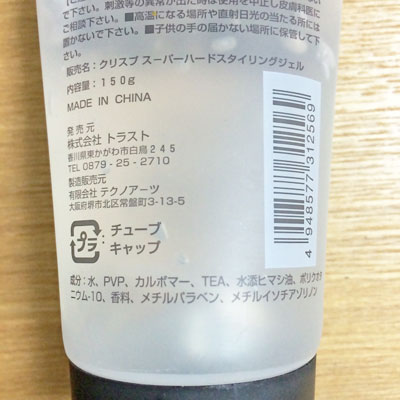 で下さい。刺激等の異常が出た時は使用を中止し皮膚科医に
ご相談下さい。■高温になる場所や直射日光の当たる所には
置かないで下さい。■子供の手の届かない場所に保管して下
さい。
販売名：クリスプ スーパーハードスタイリングジェル
内容量：150g
MADE IN CHINA
発 売 元
株式会社 トラスト
香川県東かがわ市白鳥245
TEL 0879-25-2710
製造販売元
有限会社 テクノアーツ
大阪府堺市北区常磐町3-13-5
プラ
：チューブ
キャップ
成分：水、PVP、カルボマー、TEA、水添ヒマシ油、ポリクオタ
ニウム-10、香料、メチルパラベン、メチルイソチアゾリノン
4 948577 312569